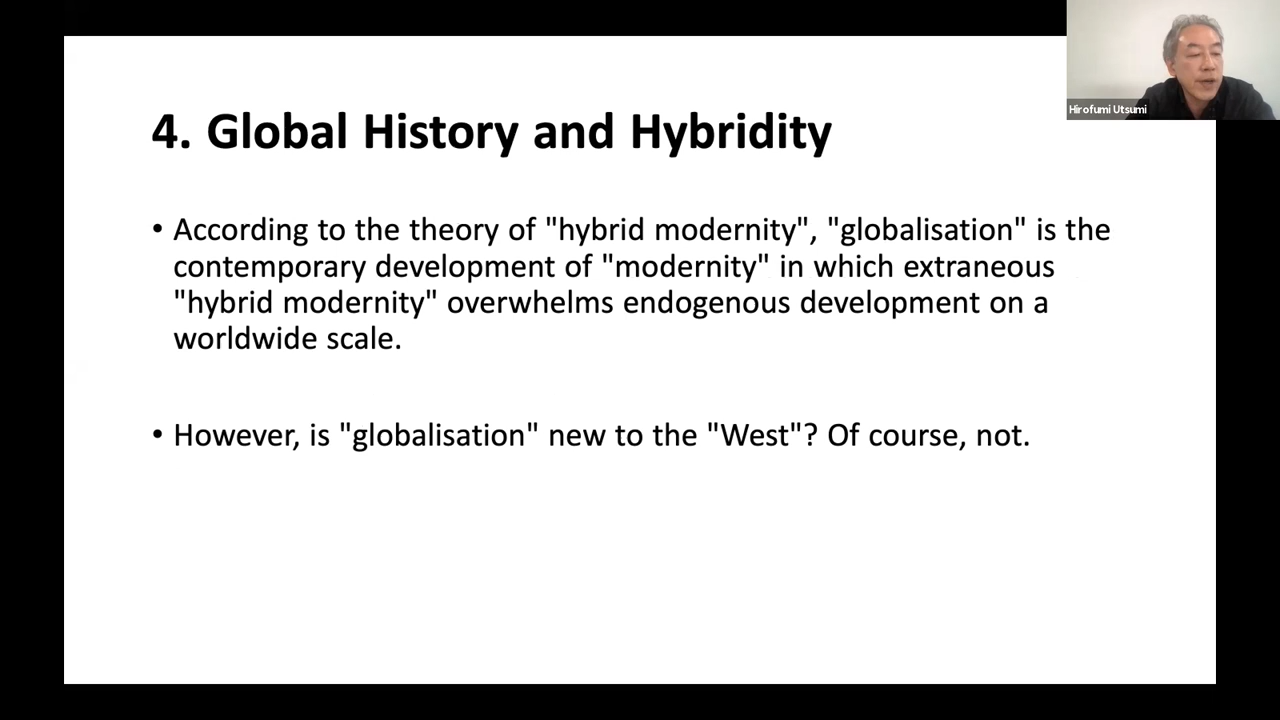 4. Global History and Hybridity
• According to the theory of "hybrid modernity", "globalisation" is the
contemporary development of "modernity" in which extraneous
"hybrid modernity" overwhelms endogenous development on a
worldwide scale.
• However, is "globalisation" new to the "West"? Of course, not.
Hirofumi Utsumi